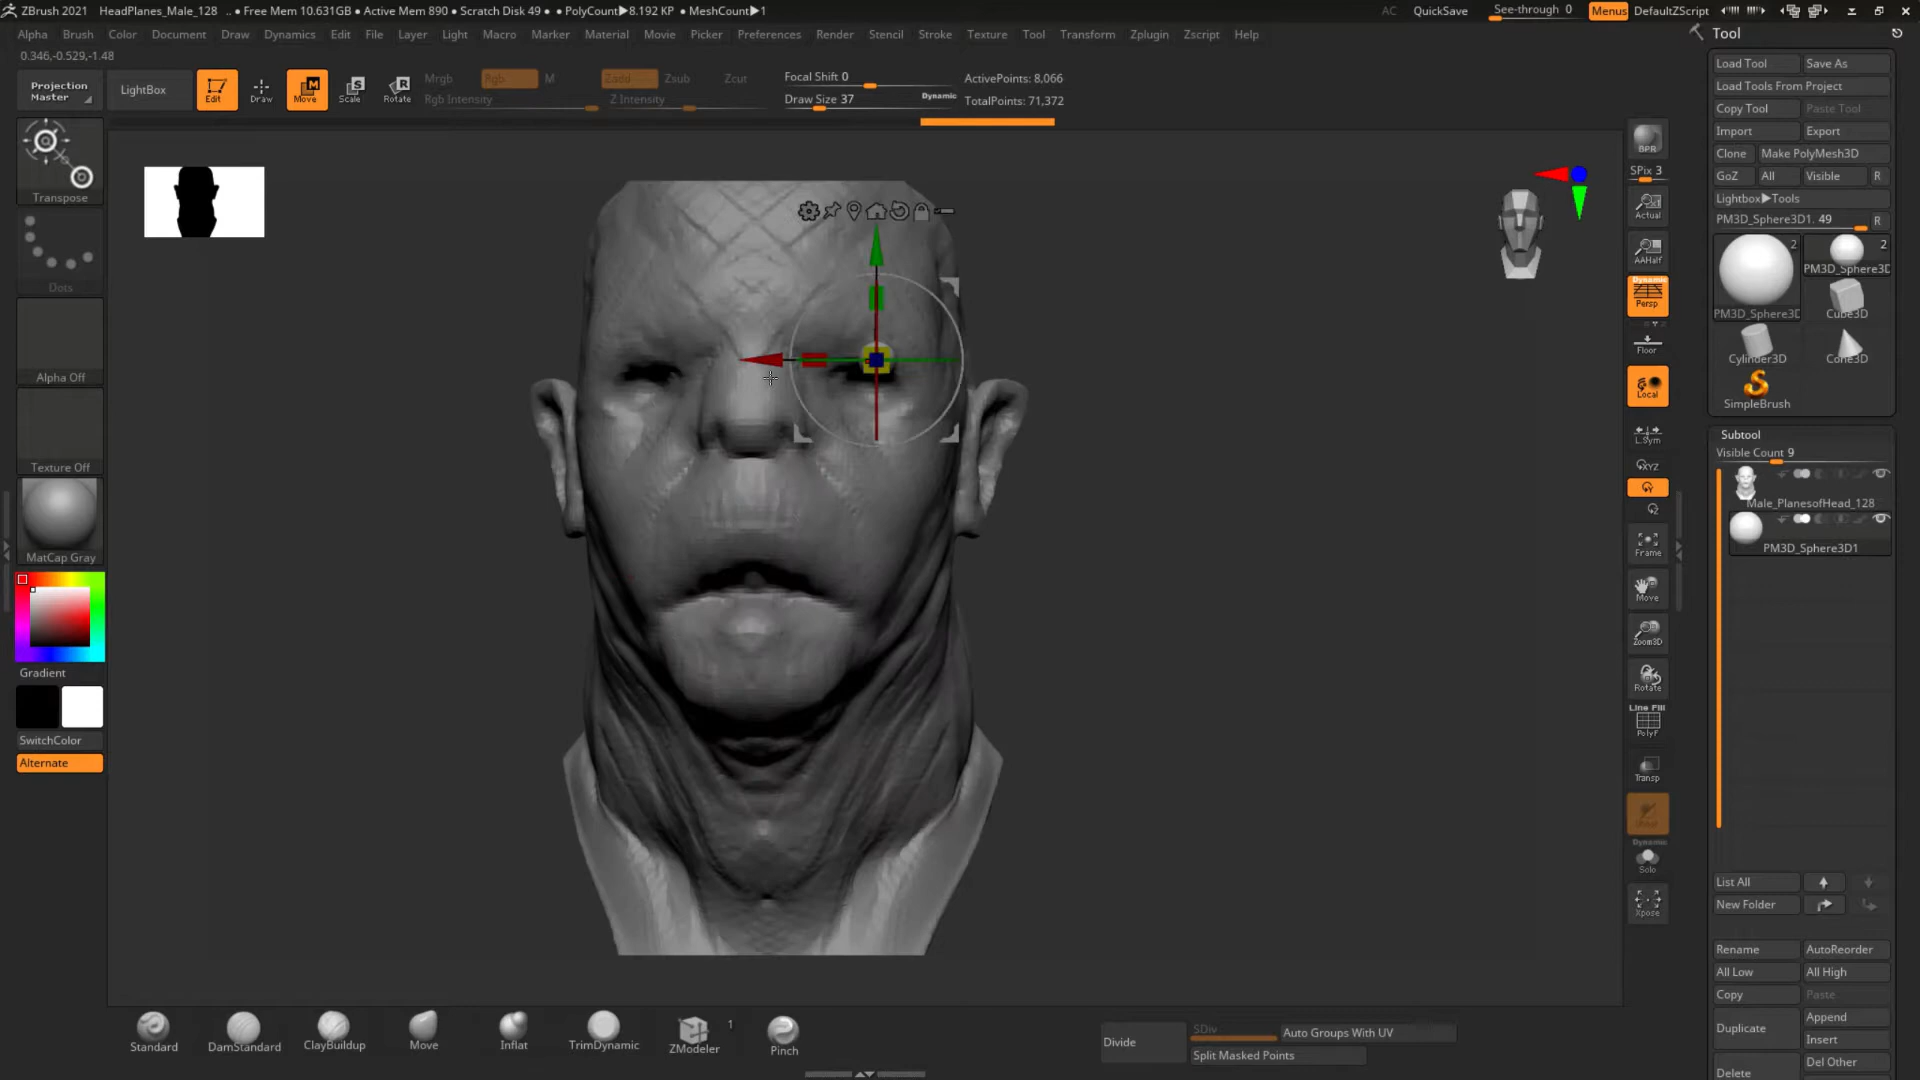 ZBrush 2021 HeadPlanes_Male_128 .. • Free Mem 10.631GB • Active Mem 890 • Scratch Disk 49 • • PolyCount▶8.192 KP • MeshCount▶1 AC QuickSave See-through 0 Menus DefaultZScript
Alpha Brush Color Document Draw Dynamics Edit File Layer Light Macro Marker Material Movie Picker Preferences Render Stencil Stroke Texture Tool Transform Zplugin Zscript Help
0.346,-0.529,-1.48
Projection Master
LightBox
Edit
Draw
Move
Scale
Rotate
Mrgb Rgb M
Rgb Intensity
Zadd Zsub Zcut
Z Intensity
Focal Shift 0
Draw Size 37
Dynamic
ActivePoints: 8,066
TotalPoints: 71,372
Transpose
Dots
Alpha Off
Texture Off
MatCap Gray
Gradient
SwitchColor
Alternate
BPR
SPix 3
Actual
AAHalf
Dynamic
Persp
Floor
Local
L.Sym
XYZ
Y
Z
Frame
Move
Zoom3D
Rotate
Line Fill
PolyF
Transp
Dynamic
Solo
Xpose
Tool
Load Tool Save As
Load Tools From Project
Copy Tool Paste Tool
Import Export
Clone Make PolyMesh3D
GoZ All Visible R
Lightbox▶Tools
PM3D_Sphere3D1. 49 R
2 2
PM3D_Sphere3D
PM3D_Sphere3D
Cube3D
Cylinder3D
Cone3D
SimpleBrush
Subtool
Visible Count 9
Male_PlanesofHead_128
PM3D_Sphere3D1
List All
New Folder
Rename AutoReorder
All Low All High
Copy Paste
Duplicate Append
Insert
Delete Del Other
Standard
DamStandard
ClayBuildup
Move
Inflat
TrimDynamic
ZModeler 1
Pinch
Divide
SDiv Auto Groups With UV
Split Masked Points